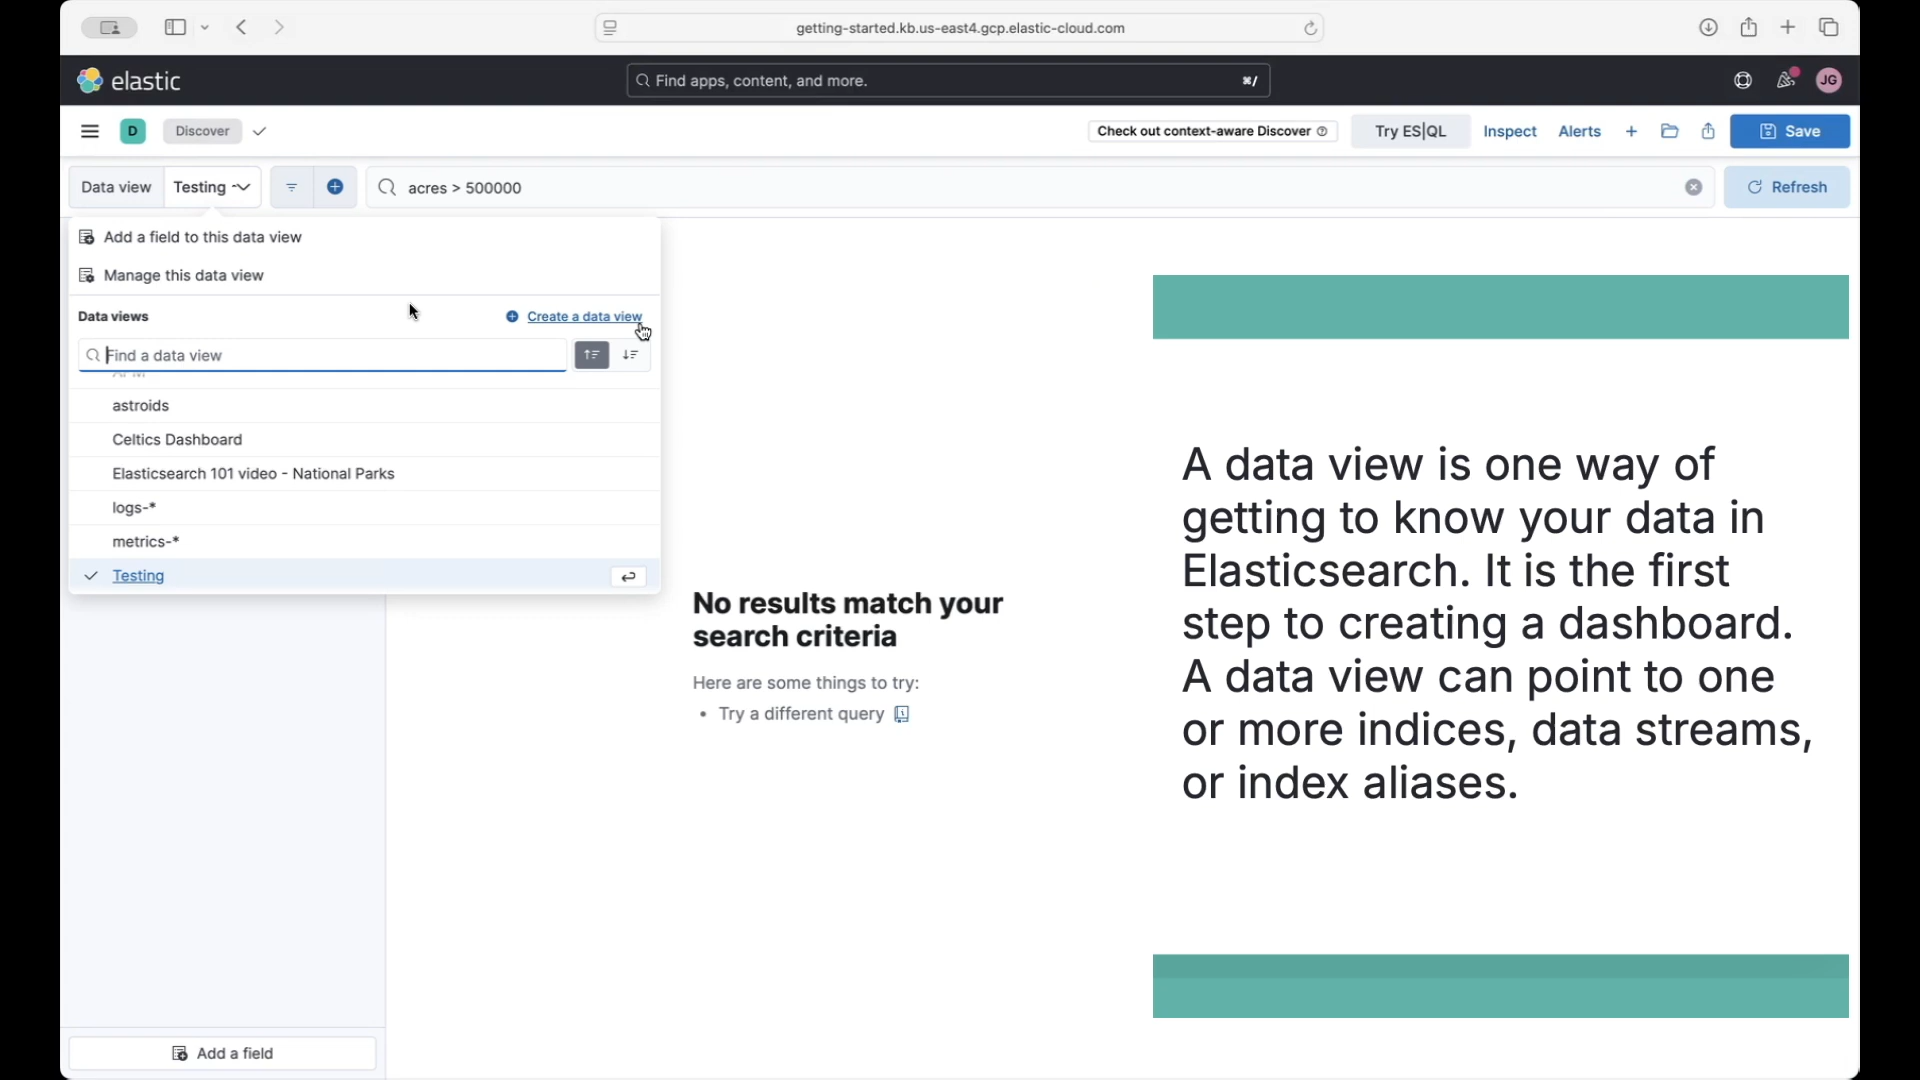 getting-started.kb.us-east4.gcp.elastic-cloud.com
elastic
Find apps, content, and more.
⌘/
JG
D
Discover
Check out context-aware Discover
Try ES|QL
Inspect
Alerts
Save
Data view
Testing
acres > 500000
Refresh
Add a field to this data view
Manage this data view
Data views
Create a data view
Find a data view
astroids
Celtics Dashboard
Elasticsearch 101 video - National Parks
logs-*
metrics-*
Testing
No results match your
search criteria
Here are some things to try:
• Try a different query
Add a field
A data view is one way of
getting to know your data in
Elasticsearch. It is the first
step to creating a dashboard.
A data view can point to one
or more indices, data streams,
or index aliases.